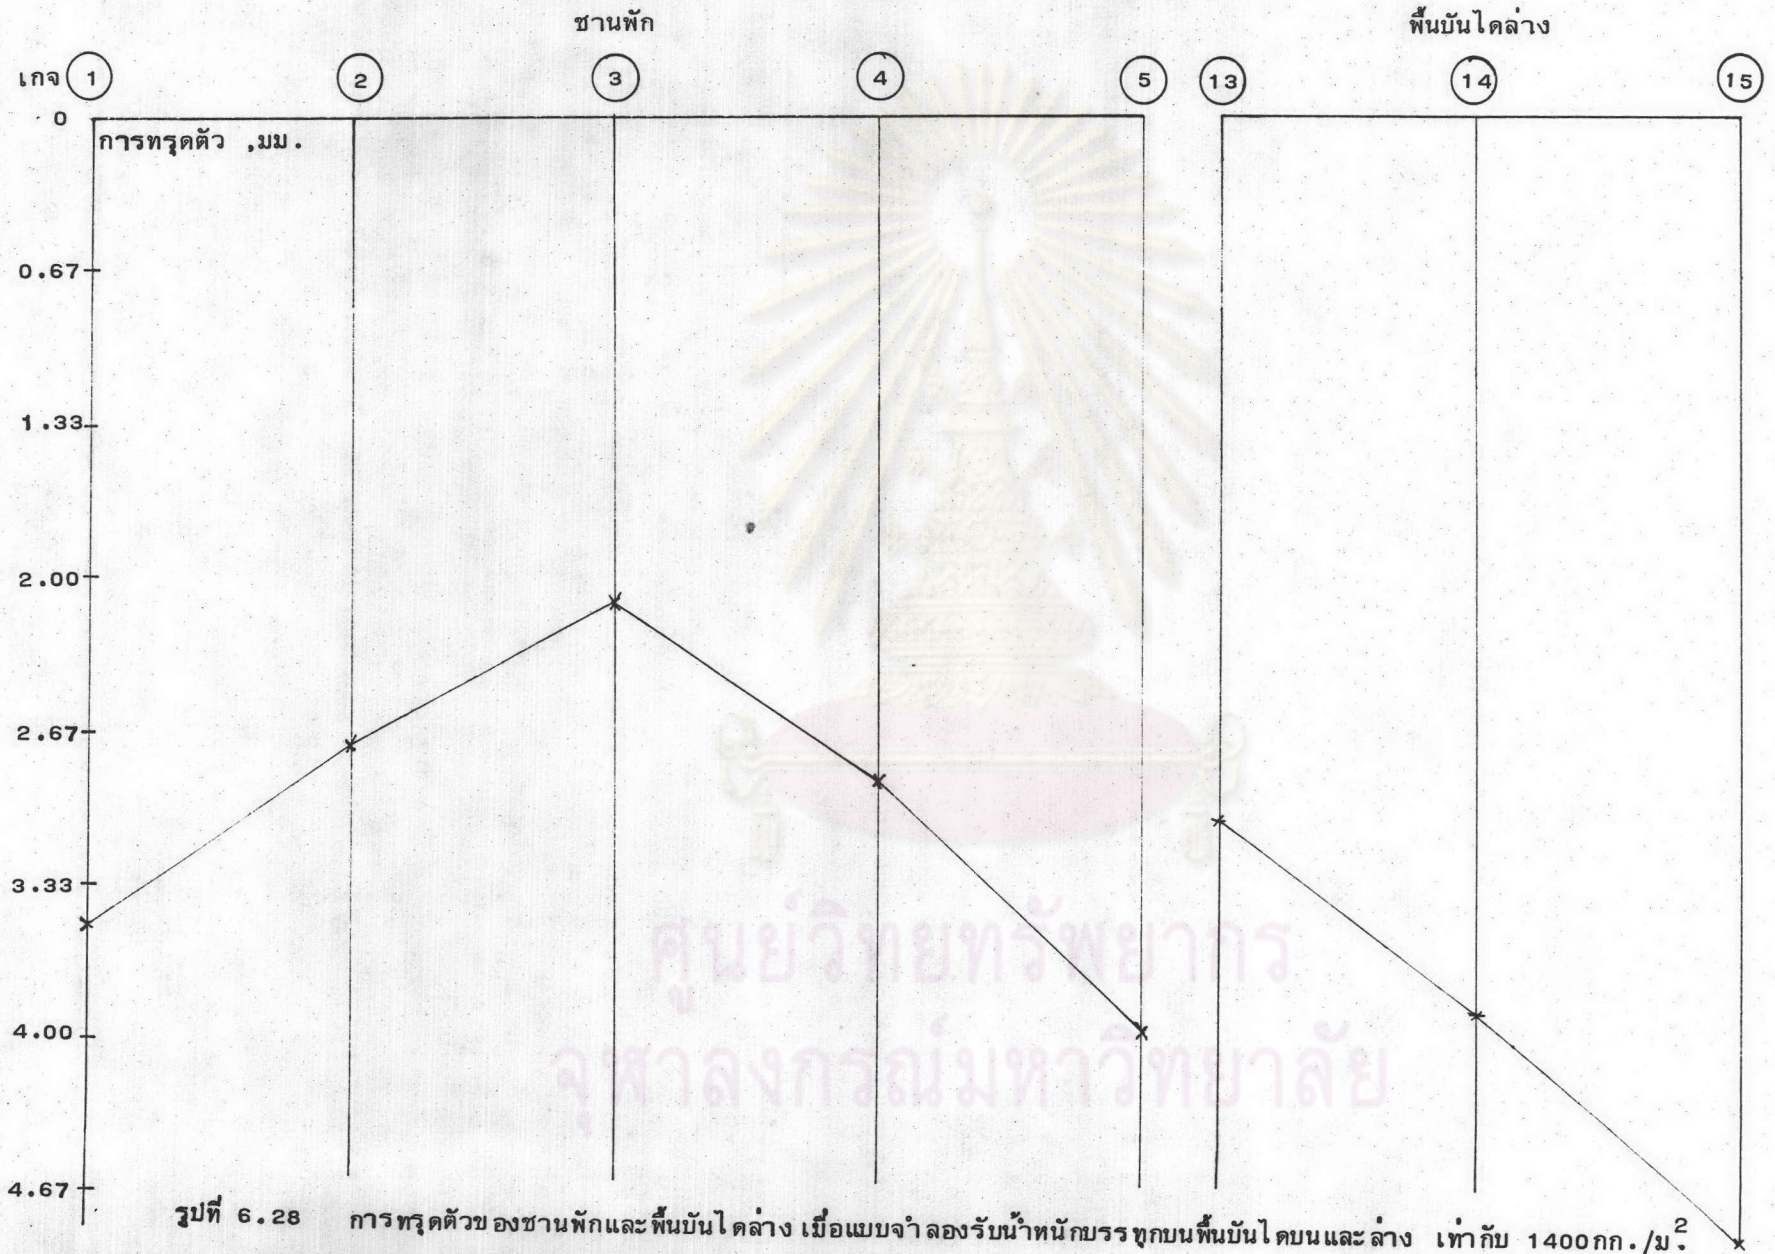 ชานพัก พื้นบันไดล่าง
เกจ 1 2 3 4 5 13 14 15
0
การทรุดตัว ,มม.
0.67
1.33
2.00
2.67
3.33
4.00
4.67
ศูนย์วิทยทรัพยากร
จุฬาลงกรณ์มหาวิทยาลัย
รูปที่ 6.28 การทรุดตัวของชานพักและพื้นบันไดล่าง เมื่อแบบจำลองรับน้ำหนักบรรทุกบนพื้นบันไดบนและล่าง เท่ากับ 1400กก./ม.²